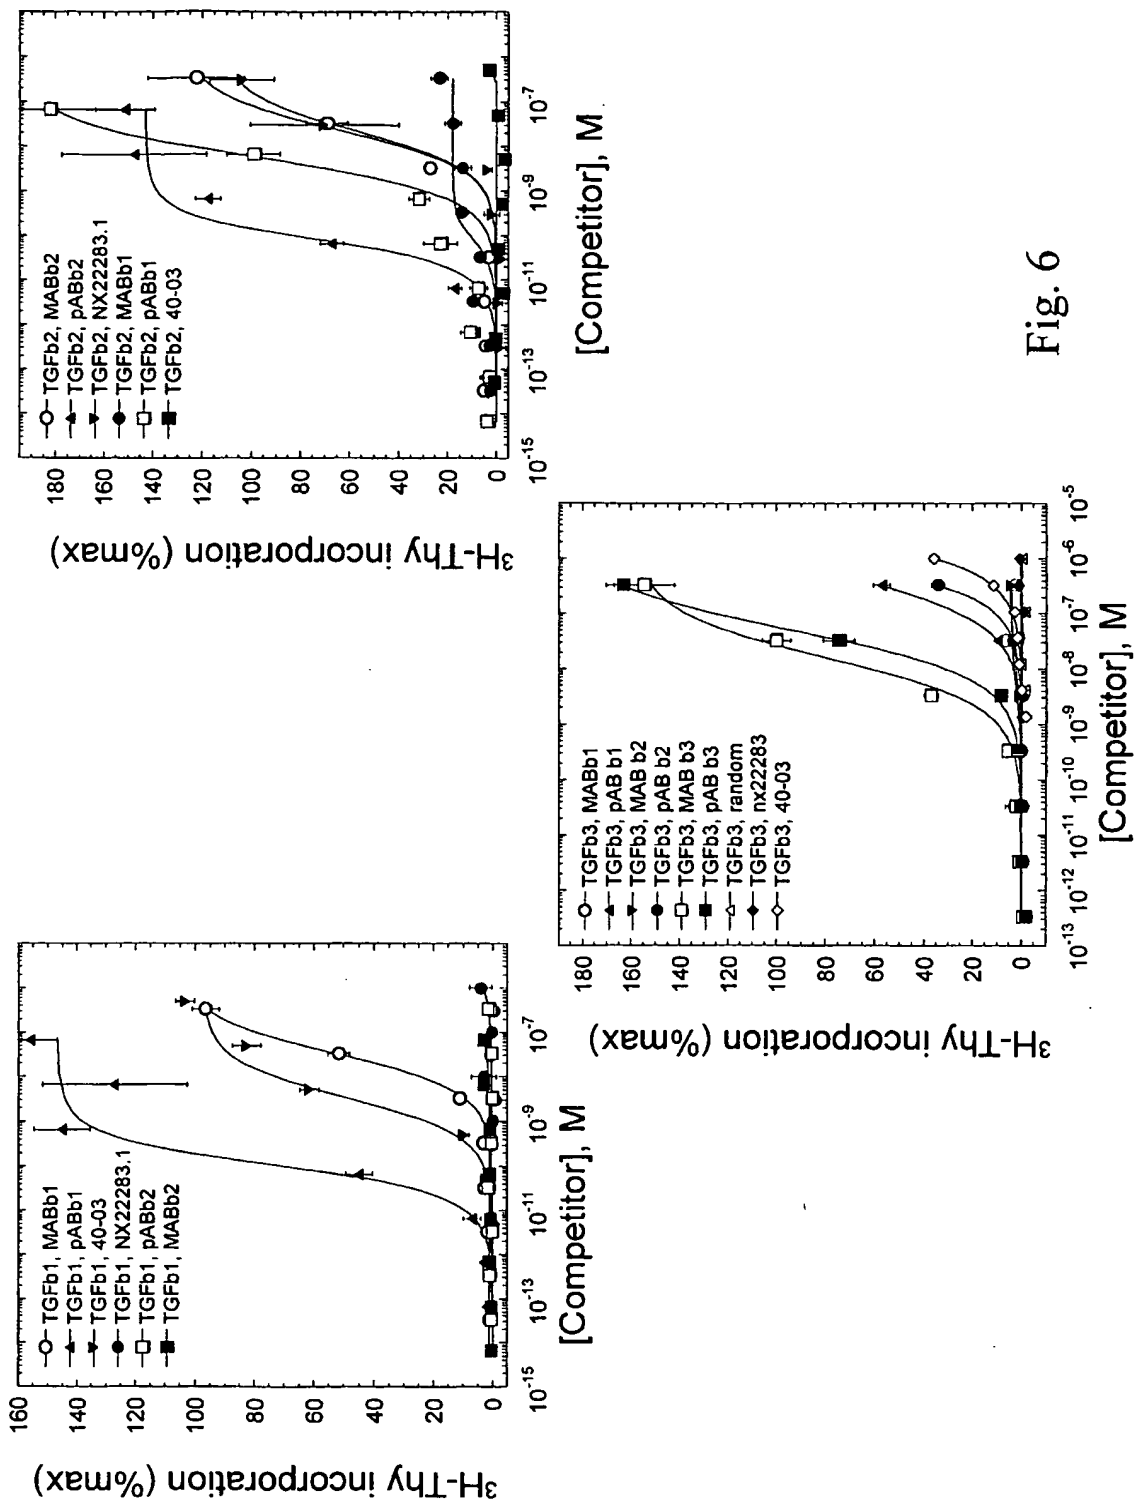 ³H-Thy incorporation (%max)
160
140
120
100
80
60
40
20
0
TGFb1, MABb1
TGFb1, pABb1
TGFb1, 40-03
TGFb1, NX22283.1
TGFb1, pABb2
TGFb1, MABb2
10⁻¹⁵ 10⁻¹³ 10⁻¹¹ 10⁻⁹ 10⁻⁷
[Competitor], M
³H-Thy incorporation (%max)
180
160
140
120
100
80
60
40
20
0
TGFb2, MABb2
TGFb2, pABb2
TGFb2, NX22283.1
TGFb2, MABb1
TGFb2, pABb1
TGFb2, 40-03
10⁻¹⁵ 10⁻¹³ 10⁻¹¹ 10⁻⁹ 10⁻⁷
[Competitor], M
³H-Thy incorporation (%max)
180
160
140
120
100
80
60
40
20
0
TGFb3, MABb1
TGFb3, pAB b1
TGFb3, MAB b2
TGFb3, pAB b2
TGFb3, MAB b3
TGFb3, pAB b3
TGFb3, random
TGFb3, nx22283
TGFb3, 40-03
10⁻¹³ 10⁻¹² 10⁻¹¹ 10⁻¹⁰ 10⁻⁹ 10⁻⁸ 10⁻⁷ 10⁻⁶ 10⁻⁵
[Competitor], M
Fig. 6